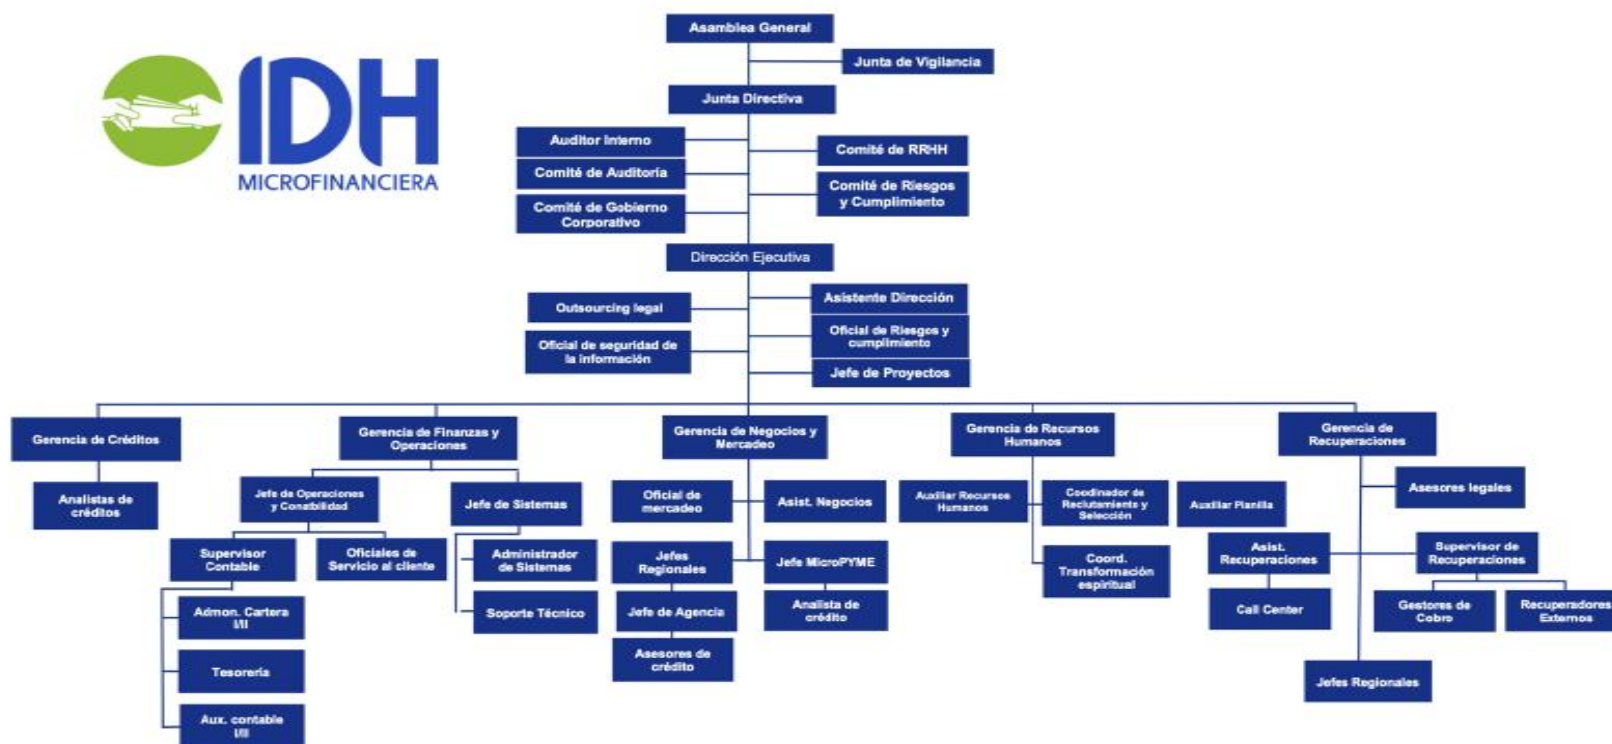 Asamblea General
Junta de Vigilancia
IDH
MICROFINANCIERA
Junta Directiva
Auditor Interno
Comité de RRHH
Comité de Auditoría
Comité de Riesgos
y Cumplimiento
Comité de Gobierno
Corporativo
Dirección Ejecutiva
Asistente Dirección
Outsourcing legal
Oficial de Riesgos y
cumplimiento
Oficial de seguridad de
la información
Jefe de Proyectos
Gerencia de Créditos
Gerencia de Finanzas y
Operaciones
Gerencia de Negocios y
Mercadeo
Gerencia de Recursos
Humanos
Gerencia de
Recuperaciones
Analistas de
créditos
Jefe de Operaciones
y Conatbilidad
Jefe de Sistemas
Oficial de
mercadeo
Asist. Negocios
Auxiliar Recursos
Humanos
Coodinador de
Reclutamiento y
Selección
Auxiliar Planilla
Asesores legales
Supervisor
Contable
Oficiales de
Servicio al cliente
Administrador
de Sistemas
Jefes
Regionales
Jefe MicroPYME
Coord.
Transformación
espiritual
Asist.
Recuperaciones
Supervisor de
Recuperaciones
Admon. Cartera
I/II
Soporte Técnico
Jefe de Agencia
Analista de
crédito
Call Center
Gestores de
Cobro
Recuperadores
Externos
Tesorería
Asesores de
crédito
Jefes Regionales
Aux. contable
I/II